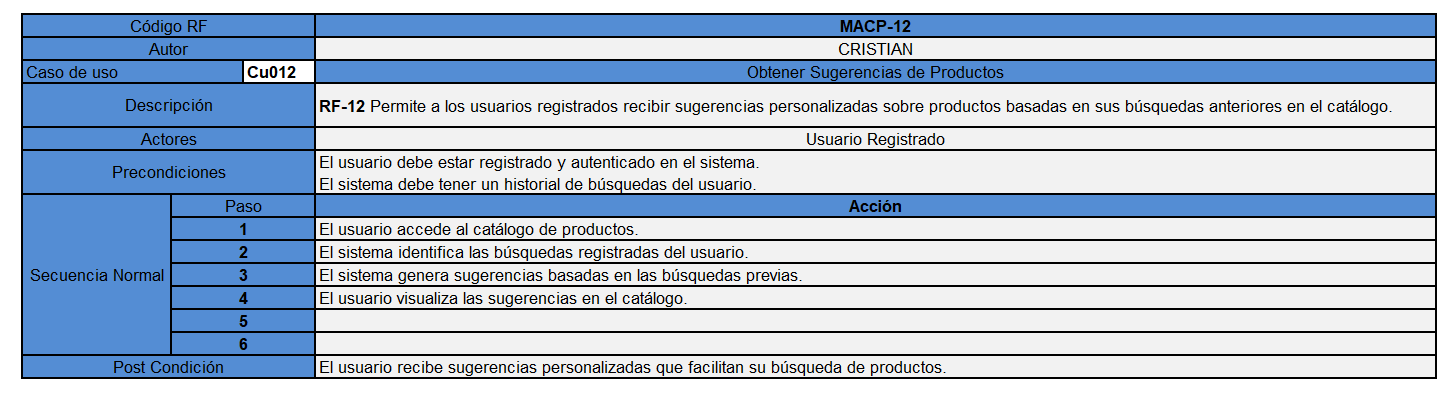 Código RF MACP-12
Autor CRISTIAN
Caso de uso Cu012 Obtener Sugerencias de Productos
Descripción RF-12 Permite a los usuarios registrados recibir sugerencias personalizadas sobre productos basadas en sus búsquedas anteriores en el catálogo.
Actores Usuario Registrado
Precondiciones El usuario debe estar registrado y autenticado en el sistema.
El sistema debe tener un historial de búsquedas del usuario.
Secuencia Normal Paso Acción
1 El usuario accede al catálogo de productos.
2 El sistema identifica las búsquedas registradas del usuario.
3 El sistema genera sugerencias basadas en las búsquedas previas.
4 El usuario visualiza las sugerencias en el catálogo.
5
6
Post Condición El usuario recibe sugerencias personalizadas que facilitan su búsqueda de productos.